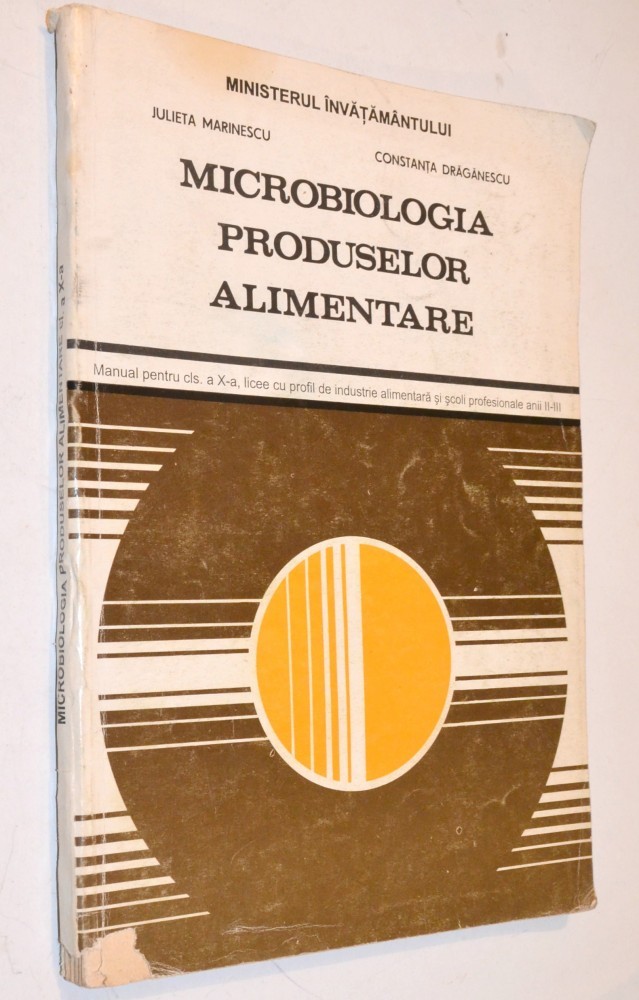 MINISTERUL ÎNVĂȚĂMÂNTULUI
JULIETA MARINESCU
CONSTANȚA DRĂGĂNESCU
MICROBIOLOGIA
PRODUSELOR
ALIMENTARE
Manual pentru cls. a X-a, licee cu profil de industrie alimentară și școli profesionale anii II-III
MICROBIOLOGIA PRODUSELOR ALIMENTARE cl. a X-a